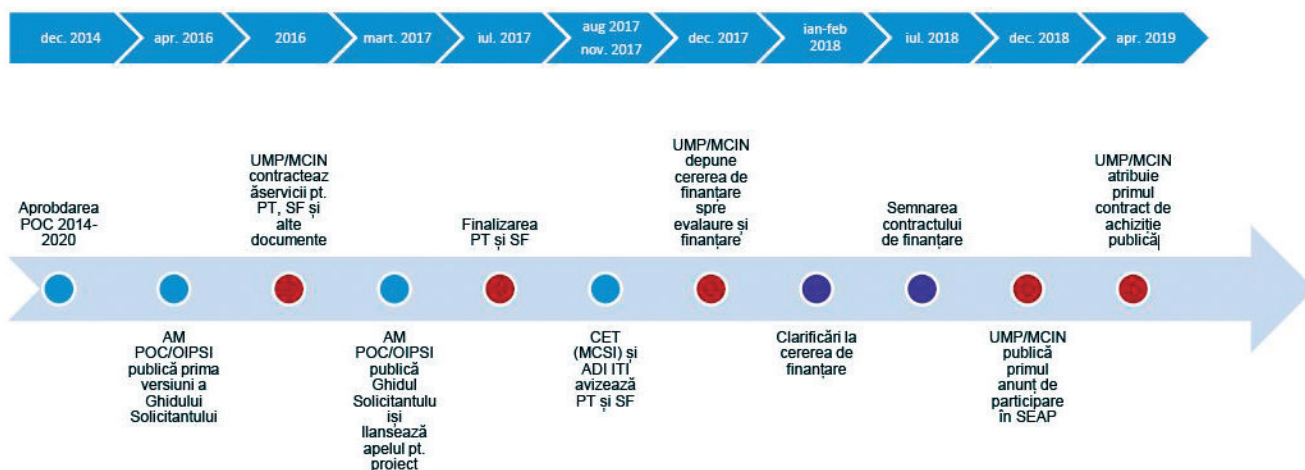 dec. 2014
apr. 2016
2016
mart. 2017
iul. 2017
aug 2017
nov. 2017
dec. 2017
ian-feb
2018
iul. 2018
dec. 2018
apr. 2019
Aprobdarea
POC 2014-
2020
AM
POC/OIPSI
publică prima
versiuni a
Ghidului
Solicitantului
UMP/MCIN
contracteaz
ăservicii pt.
PT, SF și
alte
documente
AM
POC/OIPSI
publică
Ghidul
Solicitantulu
iși
llansează
apelul pt.
proiect
Finalizarea
PT și SF
CET
(MCSI) și
ADI ITI
avizează
PT și SF
UMP/MCIN
depune
cererea de
finanțare
spre
evalaure și
finanțare
Clarificări la
cererea de
finanțare
Semnarea
contractului
de finanțare
UMP/MCIN
publică
primul
anunț de
participare
în SEAP
UMP/MCIN
atribuie
primul
contract de
achiziție
publică|